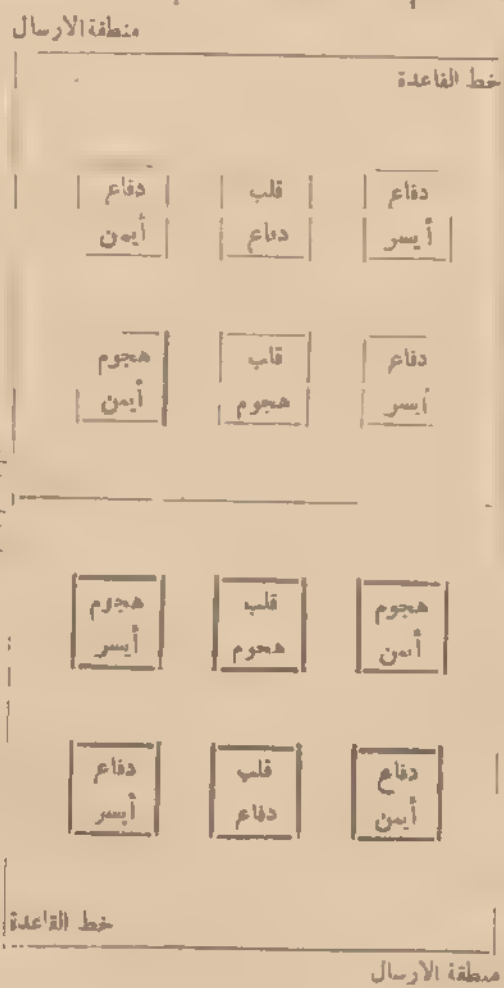 منطقة الارسال
خط القاعدة
دفاع أيسر
قلب دفاع
دفاع أيمن
دفاع أيسر
قلب هجوم
هجوم أيمن
هجوم أيمن
قلب هجوم
هجوم أيسر
دفاع أيمن
قلب دفاع
دفاع أيسر
خط القاعدة
منطقة الارسال